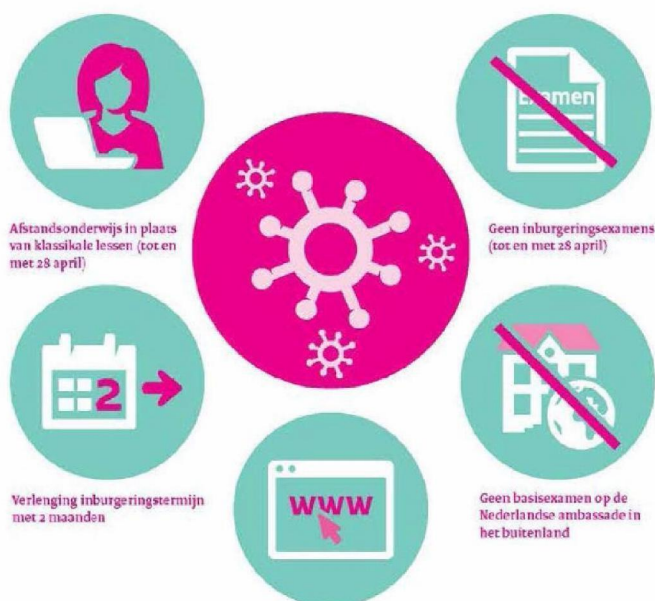 Examen
Afstandsonderwijs in plaats
van klassikale lessen (tot en
met 28 april)
Geen inburgeringsexamens
(tot en met 28 april)
2
Verlenging inburgeringstermijn
met 2 maanden
www
Geen basisexamen op de
Nederlandse ambassade in
het buitenland